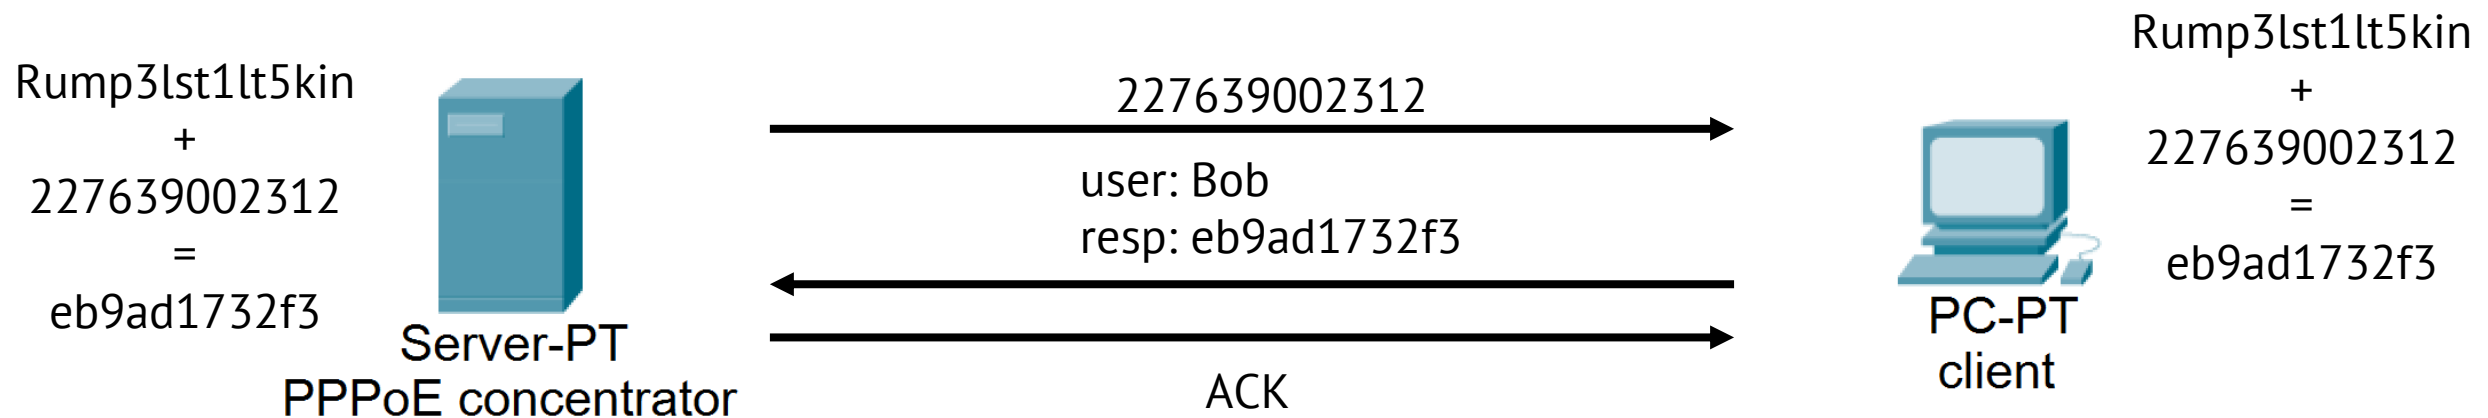 Rump3lst1lt5kin
+
227639002312
=
eb9ad1732f3
Server-PT
PPPoE concentrator
227639002312
user: Bob
resp: eb9ad1732f3
ACK
Rump3lst1lt5kin
+
227639002312
=
eb9ad1732f3
PC-PT
client